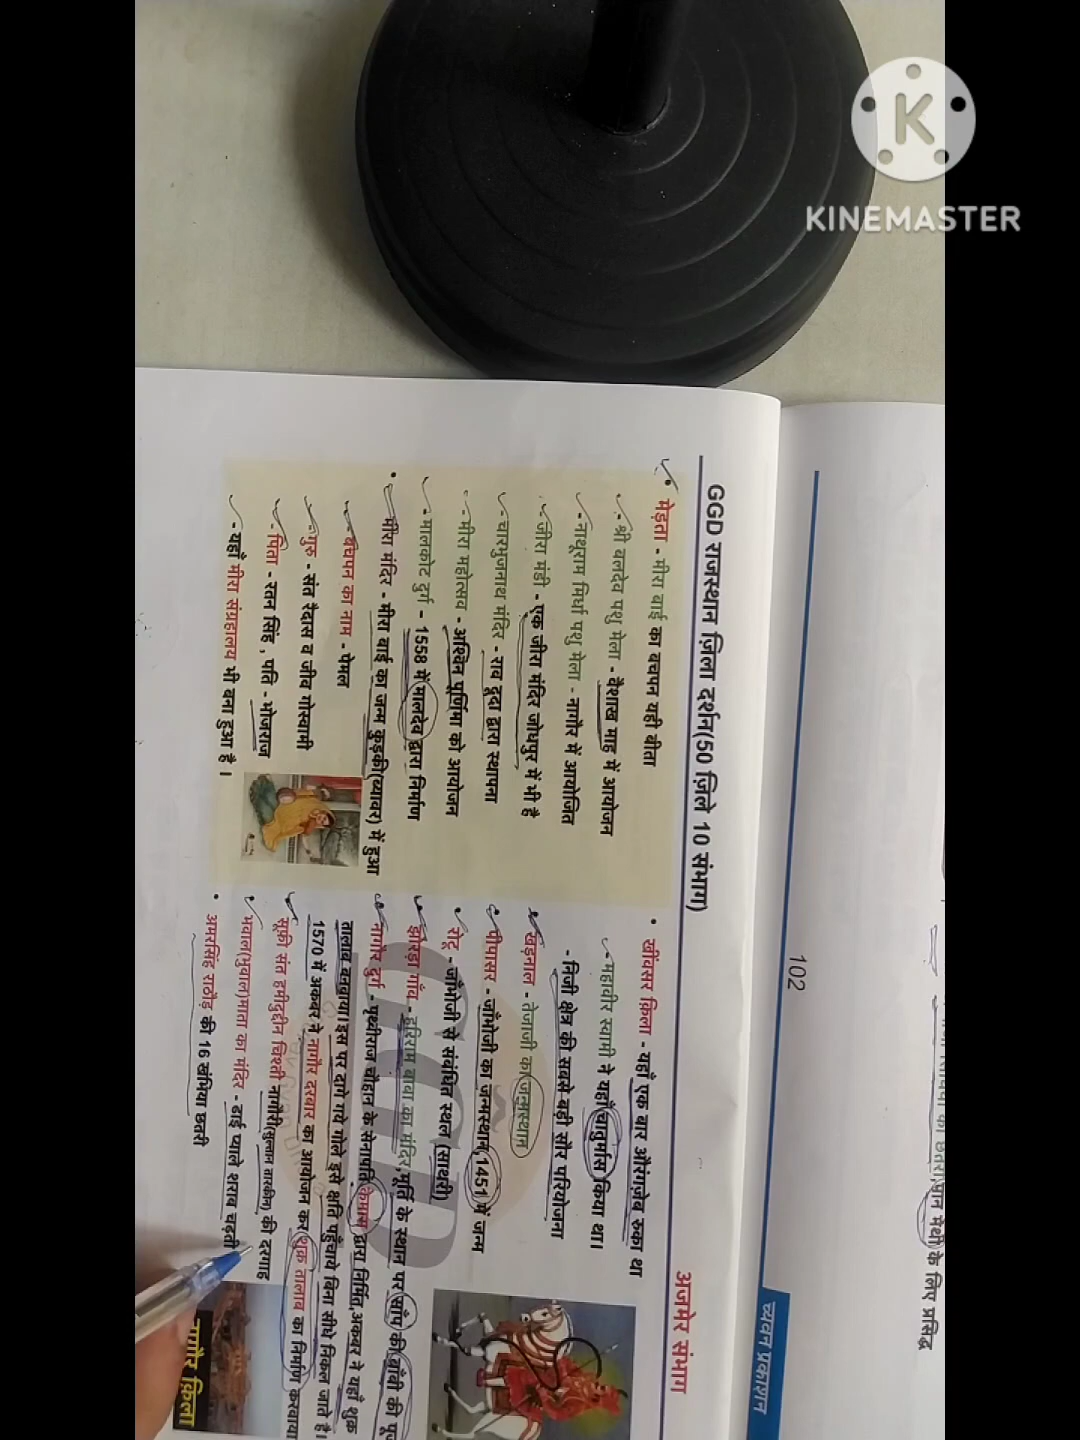 KINEMASTER
के लिए प्रसिद्ध
च्यवन प्रकाशन
102
GGD राजस्थान ज़िला दर्शन(50 ज़िले 10 संभाग)
अजमेर संभाग
• मेड़ता - मीरा बाई का बचपन यही बीता
- श्री बलदेव पशु मेला - वैशाख माह में आयोजन
- नाथूराम मिर्धा पशु मेला - नागौर में आयोजित
- जीरा मंडी - एक जीरा मंदिर जोधपुर में भी है
- चारभुजानाथ मंदिर - राव दूदा द्वारा स्थापना
- मीरा महोत्सव - अश्विन पूर्णिमा को आयोजन
- मालकोट दुर्ग - 1558 में मालदेव द्वारा निर्माण
• मीरा मंदिर - मीरा बाई का जन्म कुड़की(ब्यावर) में हुआ
- बचपन का नाम - पेमल
- गुरु - संत रैदास व जीव गोस्वामी
- पिता - रतन सिंह , पति - भोजराज
- यहाँ मीरा संग्रहालय भी बना हुआ है ।
• खींवसर किला - यहाँ एक बार औरंगज़ेब रुका था
- महावीर स्वामी ने यहाँ चातुर्मास किया था।
- निजी क्षेत्र की सबसे बड़ी सौर परियोजना
• खड़नाल - तेजाजी का जन्मस्थान
• पीपासर - जाँभोजी का जन्मस्थान,1451 में जन्म
• रोटू - जाँभोजी से संबंधित स्थल (साथरी)
• झोरड़ा गांव - हरिराम बाबा का मंदिर,मूर्ति के स्थान पर साँप की बाँबी की
• नागौर दुर्ग - पृथ्वीराज चौहान के सेनापति केमास द्वारा निर्मित,अकबर ने यहाँ शुक्र
तालाब बनवाया। इस पर दागे गये गोले इसे क्षति पहुँचाये बिना सीधे निकल जाते है।
1570 में अकबर ने नागौर दरबार का आयोजन कर शुक्र तालाब का निर्माण करवाया
• सूफ़ी संत हमीदुद्दीन चिश्ती नागौरी(सुल्तान तारकीन) की दरगाह
• भवाल(भुवाल)माता का मंदिर - ढाई प्याले शराब चढ़ती
• अमरसिंह राठौड़ की 16 खंभिया छतरी
नागौर क़िला